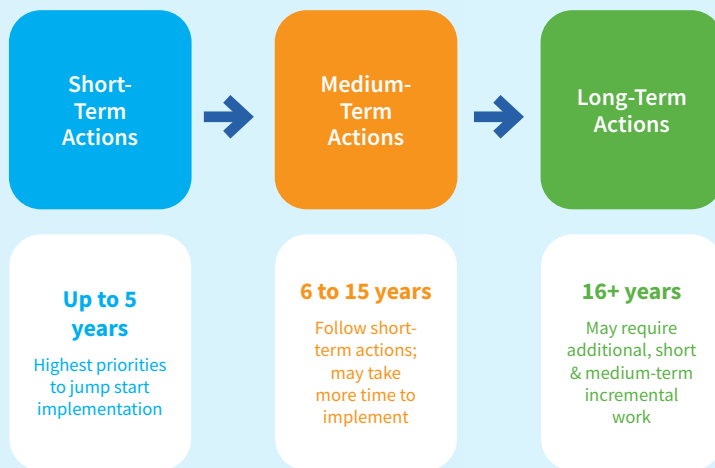 Short-
Term
Actions
Medium-
Term
Actions
Long-Term
Actions
Up to 5
years
Highest priorities
to jump start
implementation
6 to 15 years
Follow short-
term actions;
may take
more time to
implement
16+ years
May require
additional, short
& medium-term
incremental
work